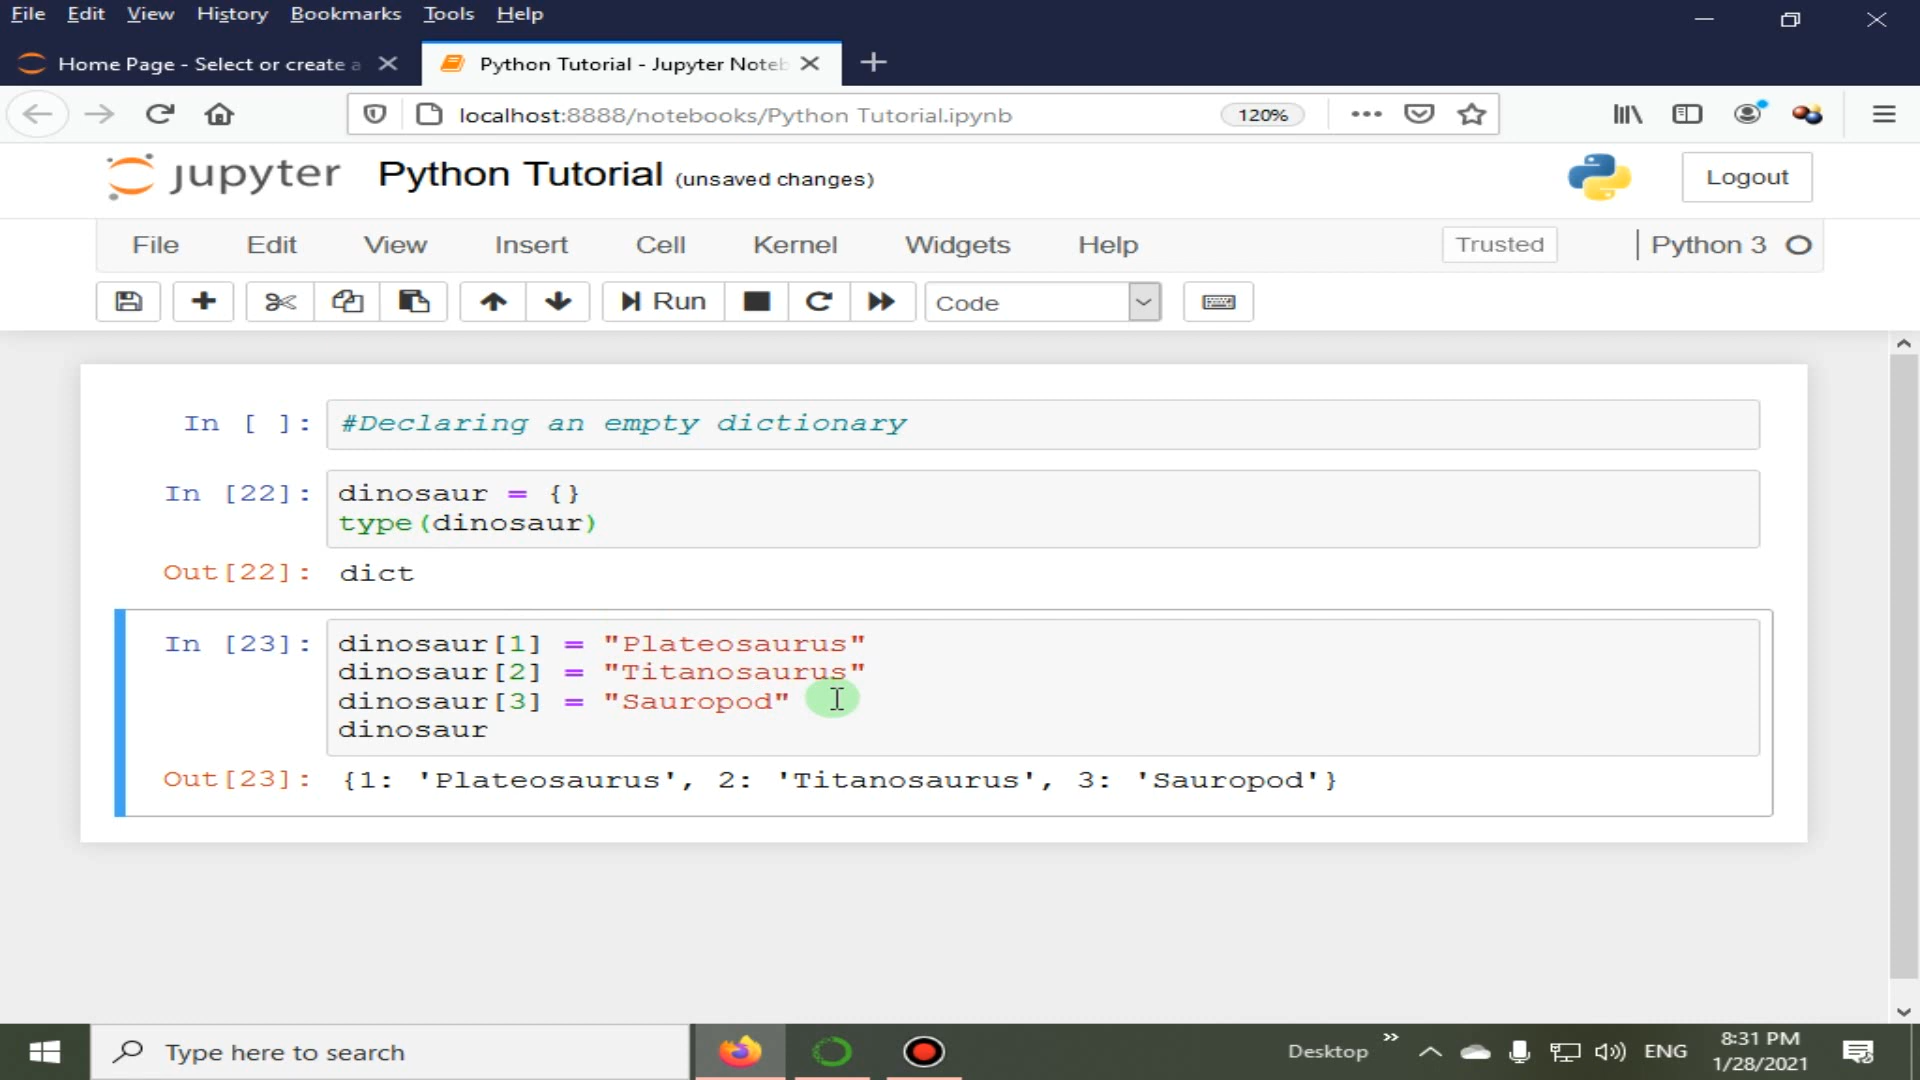 File Edit View History Bookmarks Tools Help
Home Page - Select or create a
Python Tutorial - Jupyter Noteb
localhost:8888/notebooks/Python Tutorial.ipynb
120%
jupyter Python Tutorial (unsaved changes)
Logout
File Edit View Insert Cell Kernel Widgets Help
Trusted
Python 3
Run
Code
In [ ]: #Declaring an empty dictionary
In [22]: dinosaur = {}
type(dinosaur)
Out[22]: dict
In [23]: dinosaur[1] = "Plateosaurus"
dinosaur[2] = "Titanosaurus"
dinosaur[3] = "Sauropod"
dinosaur
Out[23]: {1: 'Plateosaurus', 2: 'Titanosaurus', 3: 'Sauropod'}
Type here to search
Desktop
ENG
8:31 PM
1/28/2021